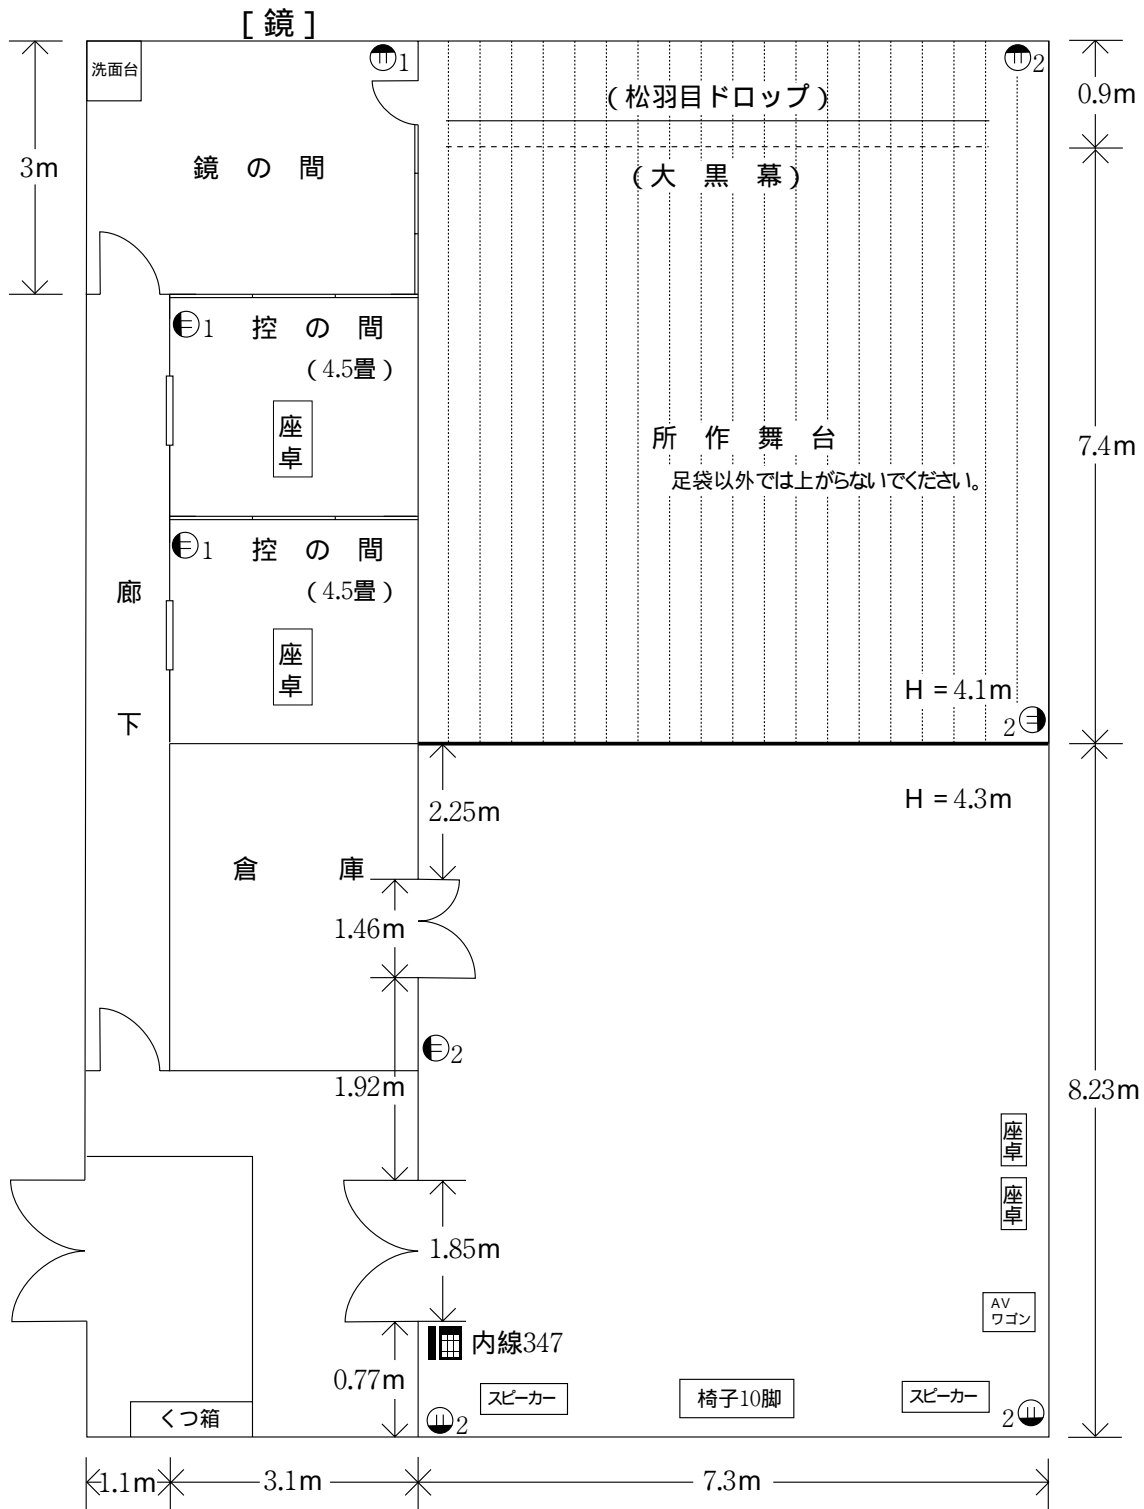 [ 鏡 ]
洗面台
1
2
(松羽目ドロップ)
0.9m
3m
鏡の間
(大黒幕)
1 控の間
(4.5畳)
座卓
所作舞台
足袋以外では上がらないでください。
7.4m
1 控の間
(4.5畳)
座卓
廊下
H = 4.1m
2
2.25m
H = 4.3m
倉庫
1.46m
2
1.92m
8.23m
座卓
座卓
1.85m
AV
ワゴン
内線347
0.77m
スピーカー
椅子10脚
スピーカー
くつ箱
2
2
1.1m
3.1m
7.3m